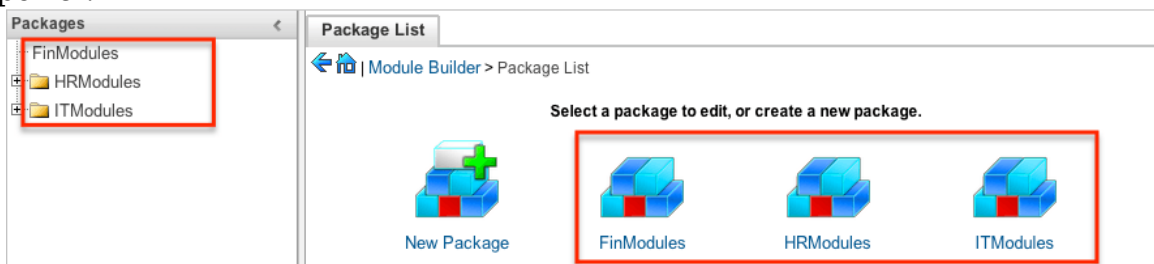 Packages
FinModules
HRModules
ITModules
Package List
| Module Builder > Package List
Select a package to edit, or create a new package.
New Package
FinModules
HRModules
ITModules